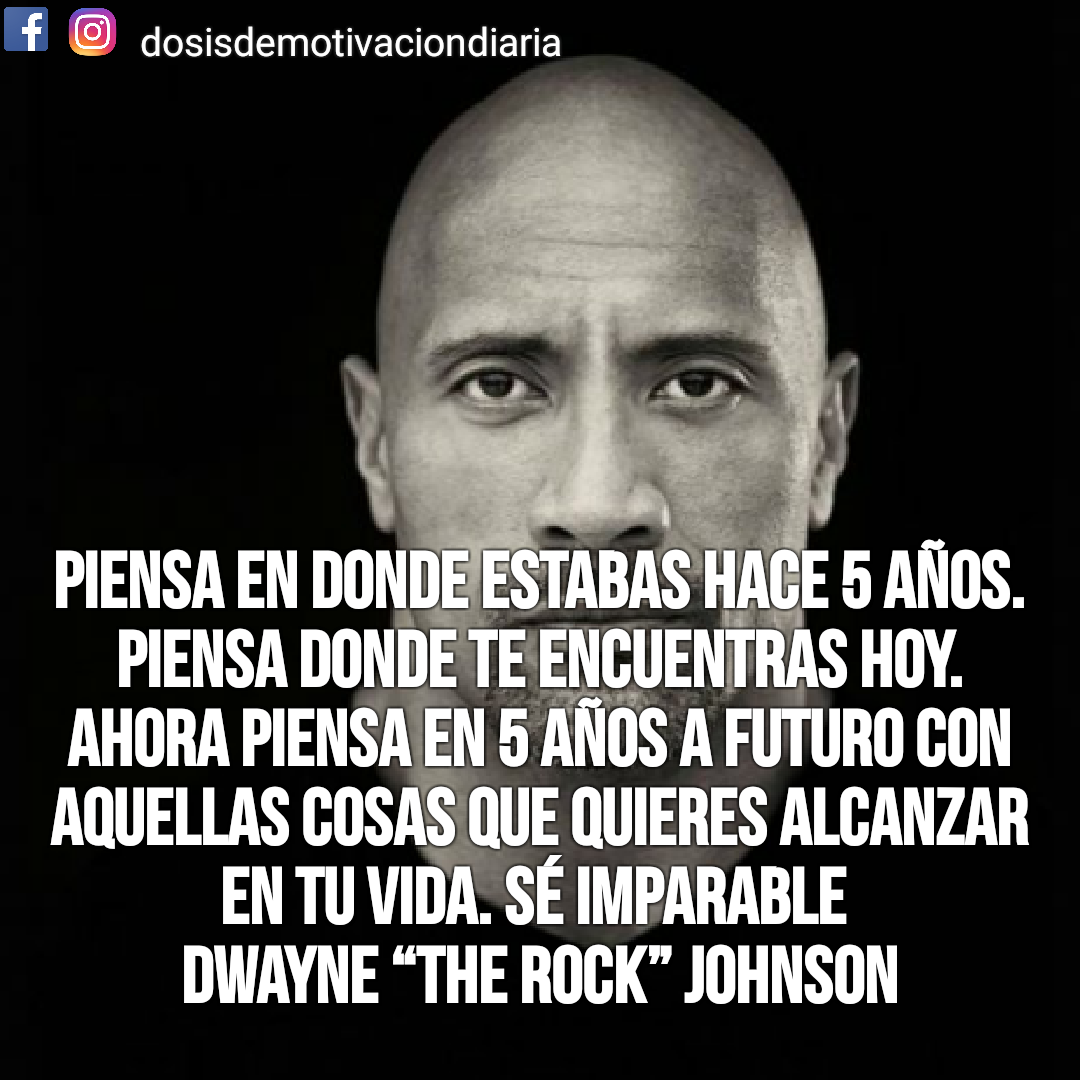 dosisdemotivaciondiaria
PIENSA EN DONDE ESTABAS HACE 5 AÑOS.
PIENSA DONDE TE ENCUENTRAS HOY.
AHORA PIENSA EN 5 AÑOS A FUTURO CON
AQUELLAS COSAS QUE QUIERES ALCANZAR
EN TU VIDA. SÉ IMPARABLE
DWAYNE “THE ROCK” JOHNSON